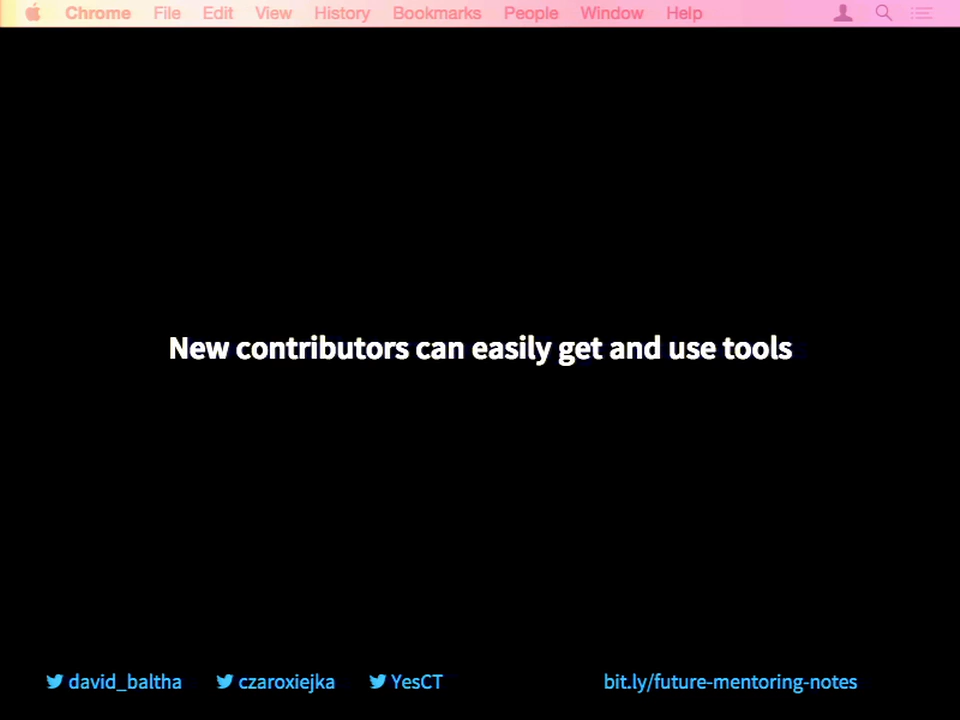 Chrome File Edit View History Bookmarks People Window Help
New contributors can easily get and use tools
david_baltha czaroxiejka YesCT bit.ly/future-mentoring-notes